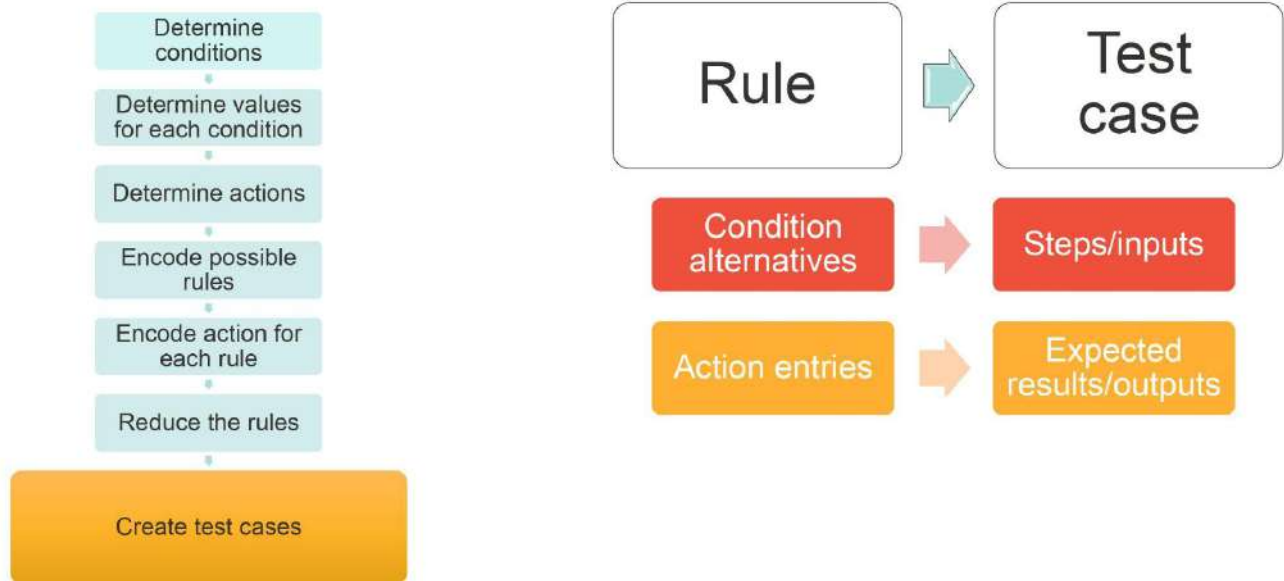 Determine
conditions
Determine values
for each condition
Determine actions
Encode possible
rules
Encode action for
each rule
Reduce the rules
Create test cases
Rule
Test
case
Condition
alternatives
Steps/inputs
Action entries
Expected
results/outputs